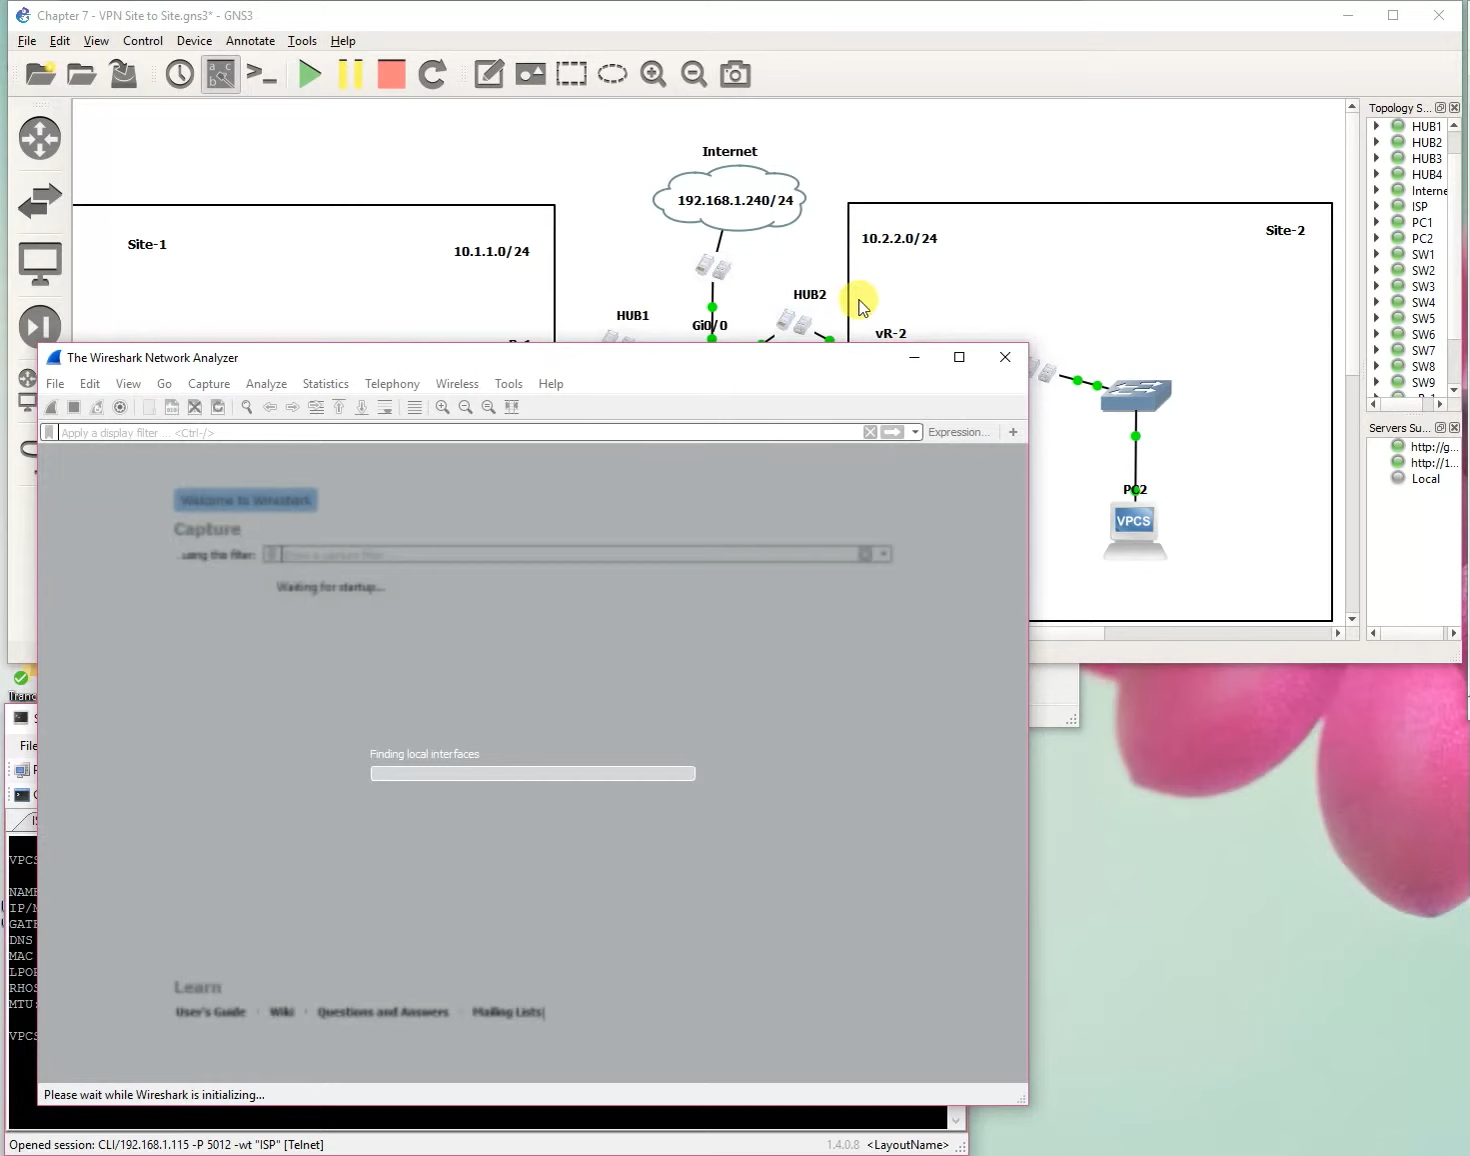 Chapter 7 - VPN Site to Site.gns3* - GNS3
File Edit View Control Device Annotate Tools Help
Internet
192.168.1.240/24
Site-1
10.1.1.0/24
10.2.2.0/24
Site-2
HUB1
Gi0/0
HUB2
vR-2
PC2
VPCS
Topology S...
HUB1
HUB2
HUB3
HUB4
Interne
ISP
PC1
PC2
SW1
SW2
SW3
SW4
SW5
SW6
SW7
SW8
SW9
Servers Su...
http://g...
http://1...
Local
The Wireshark Network Analyzer
File Edit View Go Capture Analyze Statistics Telephony Wireless Tools Help
Apply a display filter ... <Ctrl-/>
Expression... +
Welcome to Wireshark
Capture
...using this filter: Enter a capture filter ...
Waiting for startup...
Finding local interfaces
Learn
User's Guide · Wiki · Questions and Answers · Mailing Lists
Please wait while Wireshark is initializing...
File
VPCS
NAME
IP/M
GATE
DNS
MAC
LPOR
RHOS
MTU:
VPCS
Opened session: CLI/192.168.1.115 -P 5012 -wt "ISP" [Telnet]
1.4.0.8 <LayoutName>